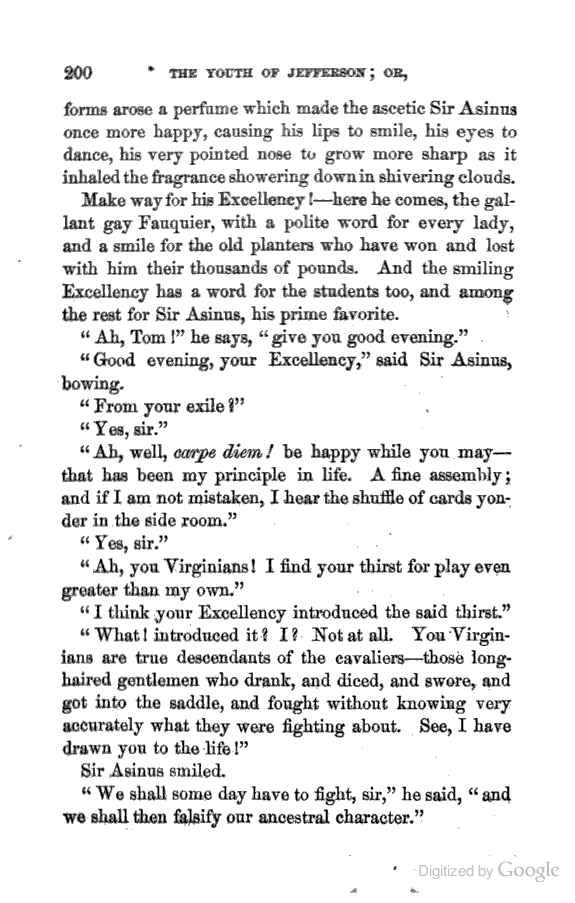 200 * THE YOUTH OF JEFFERSON; OR,
forms arose a perfume which made the ascetic Sir Asinus
once more happy, causing his lips to smile, his eyes to
dance, his very pointed nose to grow more sharp as it
inhaled the fragrance showering down in shivering clouds.
Make way for his Excellency!—here he comes, the gal-
lant gay Fauquier, with a polite word for every lady,
and a smile for the old planters who have won and lost
with him their thousands of pounds. And the smiling
Excellency has a word for the students too, and among
the rest for Sir Asinus, his prime favorite.
“Ah, Tom!” he says, “give you good evening.”
“Good evening, your Excellency,” said Sir Asinus,
bowing.
“From your exile?”
“Yes, sir.”
“Ah, well, carpe diem! be happy while you may—
that has been my principle in life. A fine assembly;
and if I am not mistaken, I hear the shuffle of cards yon-
der in the side room.”
“Yes, sir.”
“Ah, you Virginians! I find your thirst for play even
greater than my own.”
“I think your Excellency introduced the said thirst.”
“What! introduced it? I? Not at all. You Virgin-
ians are true descendants of the cavaliers—those long-
haired gentlemen who drank, and diced, and swore, and
got into the saddle, and fought without knowing very
accurately what they were fighting about. See, I have
drawn you to the life!”
Sir Asinus smiled.
“We shall some day have to fight, sir,” he said, “and
we shall then falsify our ancestral character.”
Digitized by Google